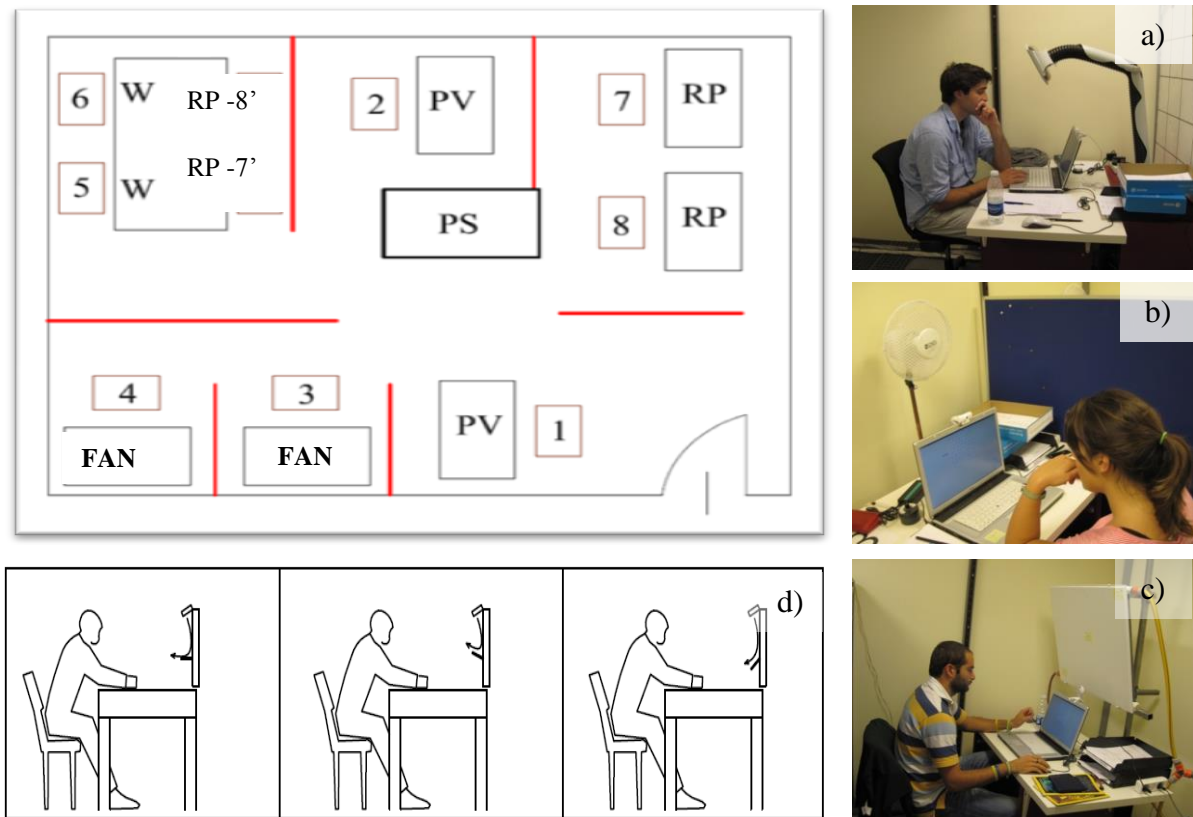 6 W RP -8’
5 W RP -7’
2 PV
7 RP
PS
8 RP
4
FAN
3
FAN
PV 1
a)
b)
c)
d)